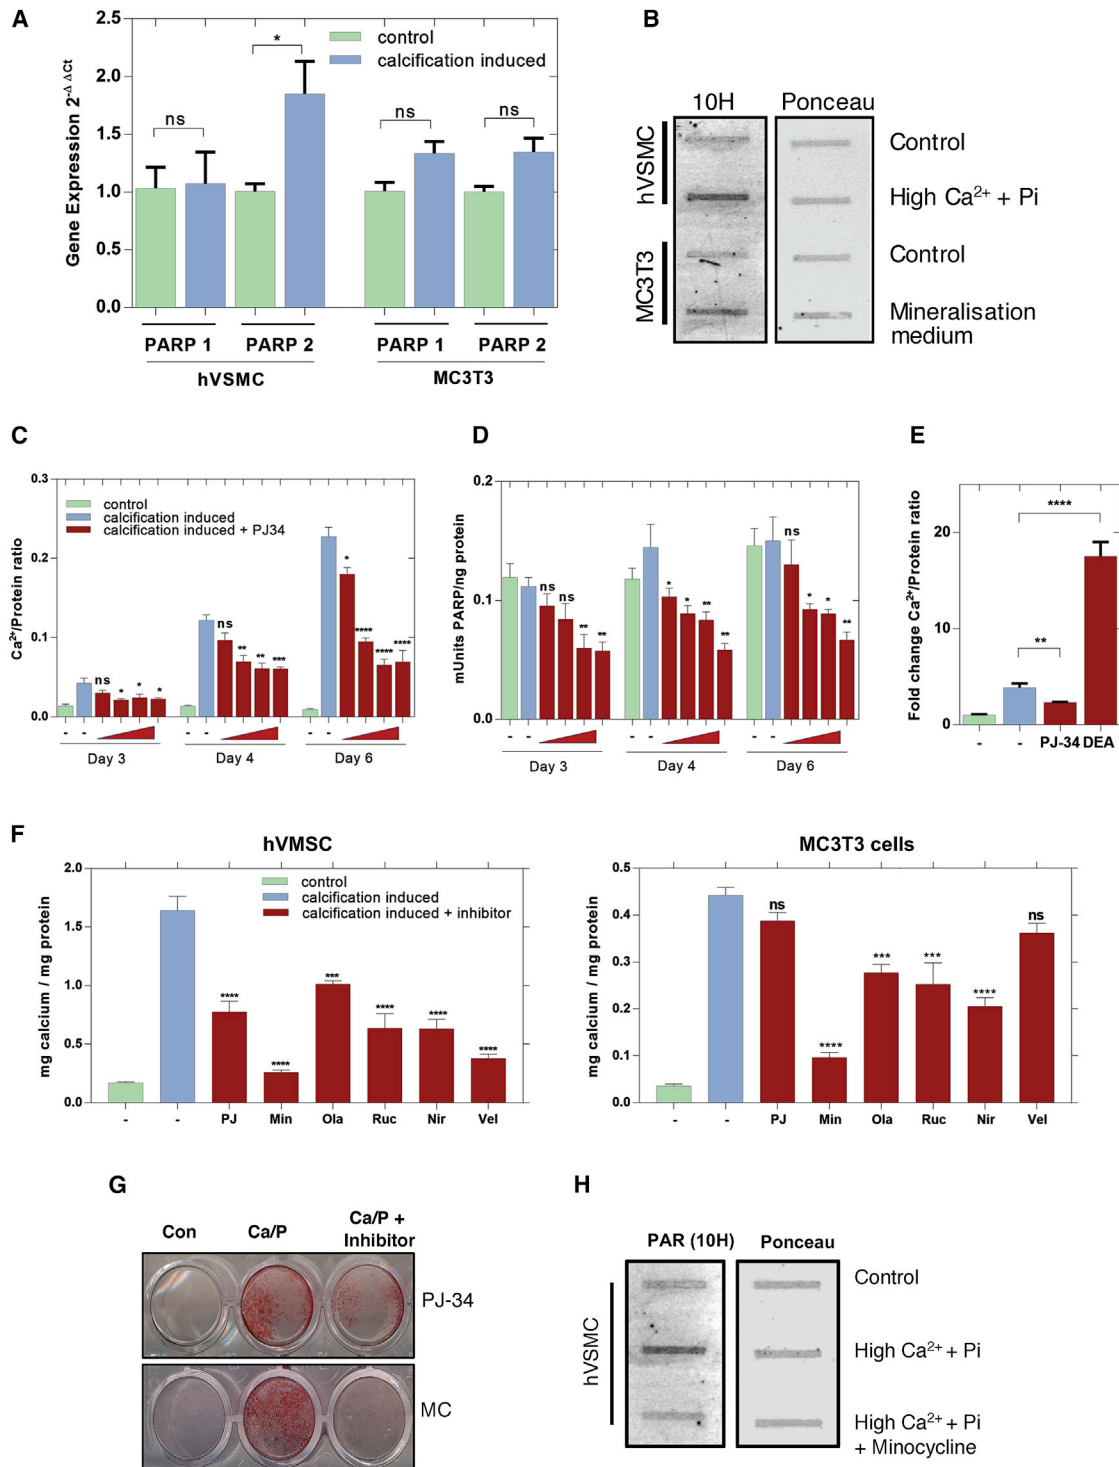 A
Gene Expression 2-Δ ΔCt
2.5
2.0
1.5
1.0
0.5
0.0
control
calcification induced
ns
*
ns
ns
PARP 1
PARP 2
PARP 1
PARP 2
hVSMC
MC3T3
B
10H
Ponceau
hVSMC
MC3T3
Control
High Ca2+ + Pi
Control
Mineralisation
medium
C
Ca2+/Protein ratio
0.3
0.2
0.1
0.0
control
calcification induced
calcification induced + PJ34
ns * * *
ns ** ** ***
* **** **** ****
- - - - - -
Day 3
Day 4
Day 6
D
mUnits PARP/ng protein
0.2
0.1
0.0
ns ns ** **
* * ** **
ns * * **
- - - - - -
Day 3
Day 4
Day 6
E
Fold change Ca2+/Protein ratio
20
10
0
****
**
- - PJ-34 DEA
F
hVMSC
mg calcium / mg protein
2.0
1.5
1.0
0.5
0.0
control
calcification induced
calcification induced + inhibitor
**** **** *** **** **** ****
- - PJ Min Ola Ruc Nir Vel
MC3T3 cells
mg calcium / mg protein
0.5
0.4
0.3
0.2
0.1
0.0
ns **** *** *** **** ns
- - PJ Min Ola Ruc Nir Vel
G
Con
Ca/P
Ca/P +
Inhibitor
PJ-34
MC
H
PAR (10H)
Ponceau
hVSMC
Control
High Ca2+ + Pi
High Ca2+ + Pi
+ Minocycline